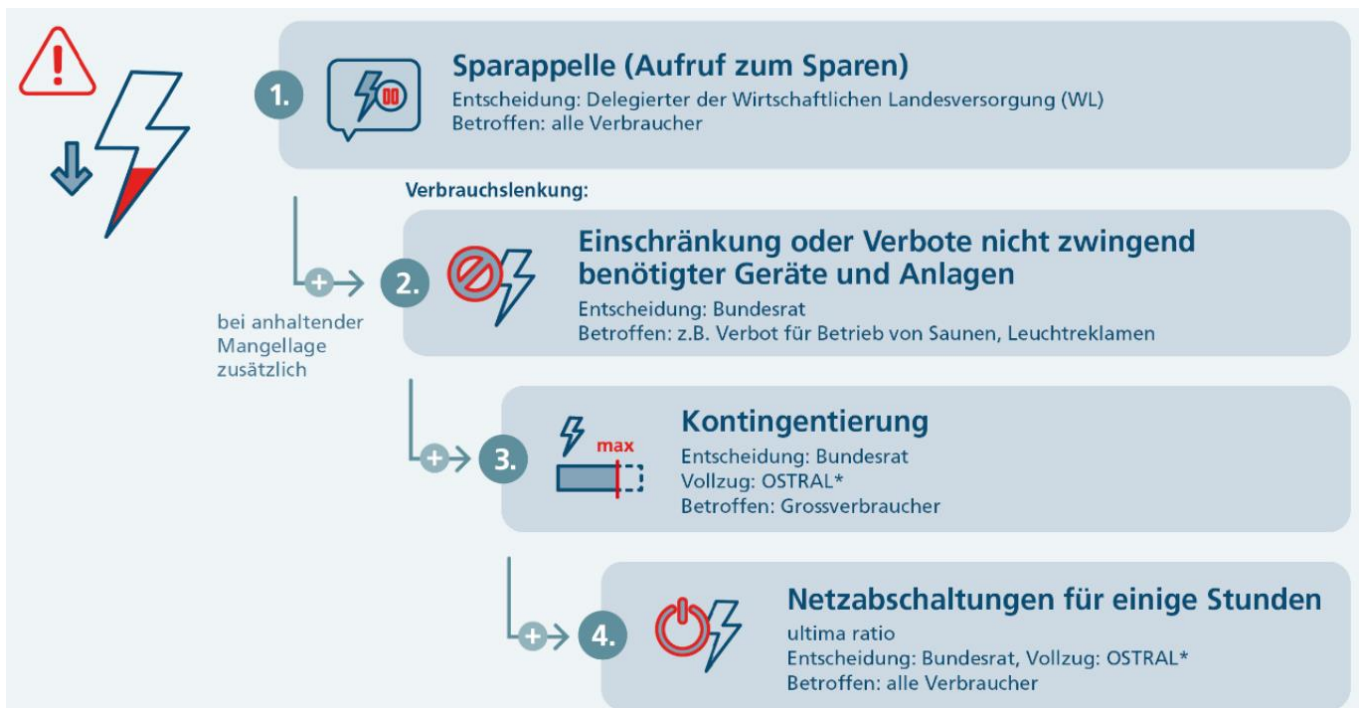 1.
Sparappelle (Aufruf zum Sparen)
Entscheidung: Delegierter der Wirtschaftlichen Landesversorgung (WL)
Betroffen: alle Verbraucher
Verbrauchslenkung:
bei anhaltender
Mangellage
zusätzlich
2.
Einschränkung oder Verbote nicht zwingend
benötigter Geräte und Anlagen
Entscheidung: Bundesrat
Betroffen: z.B. Verbot für Betrieb von Saunen, Leuchtreklamen
3.
max
Kontingentierung
Entscheidung: Bundesrat
Vollzug: OSTRAL*
Betroffen: Grossverbraucher
4.
Netzabschaltungen für einige Stunden
ultima ratio
Entscheidung: Bundesrat, Vollzug: OSTRAL*
Betroffen: alle Verbraucher